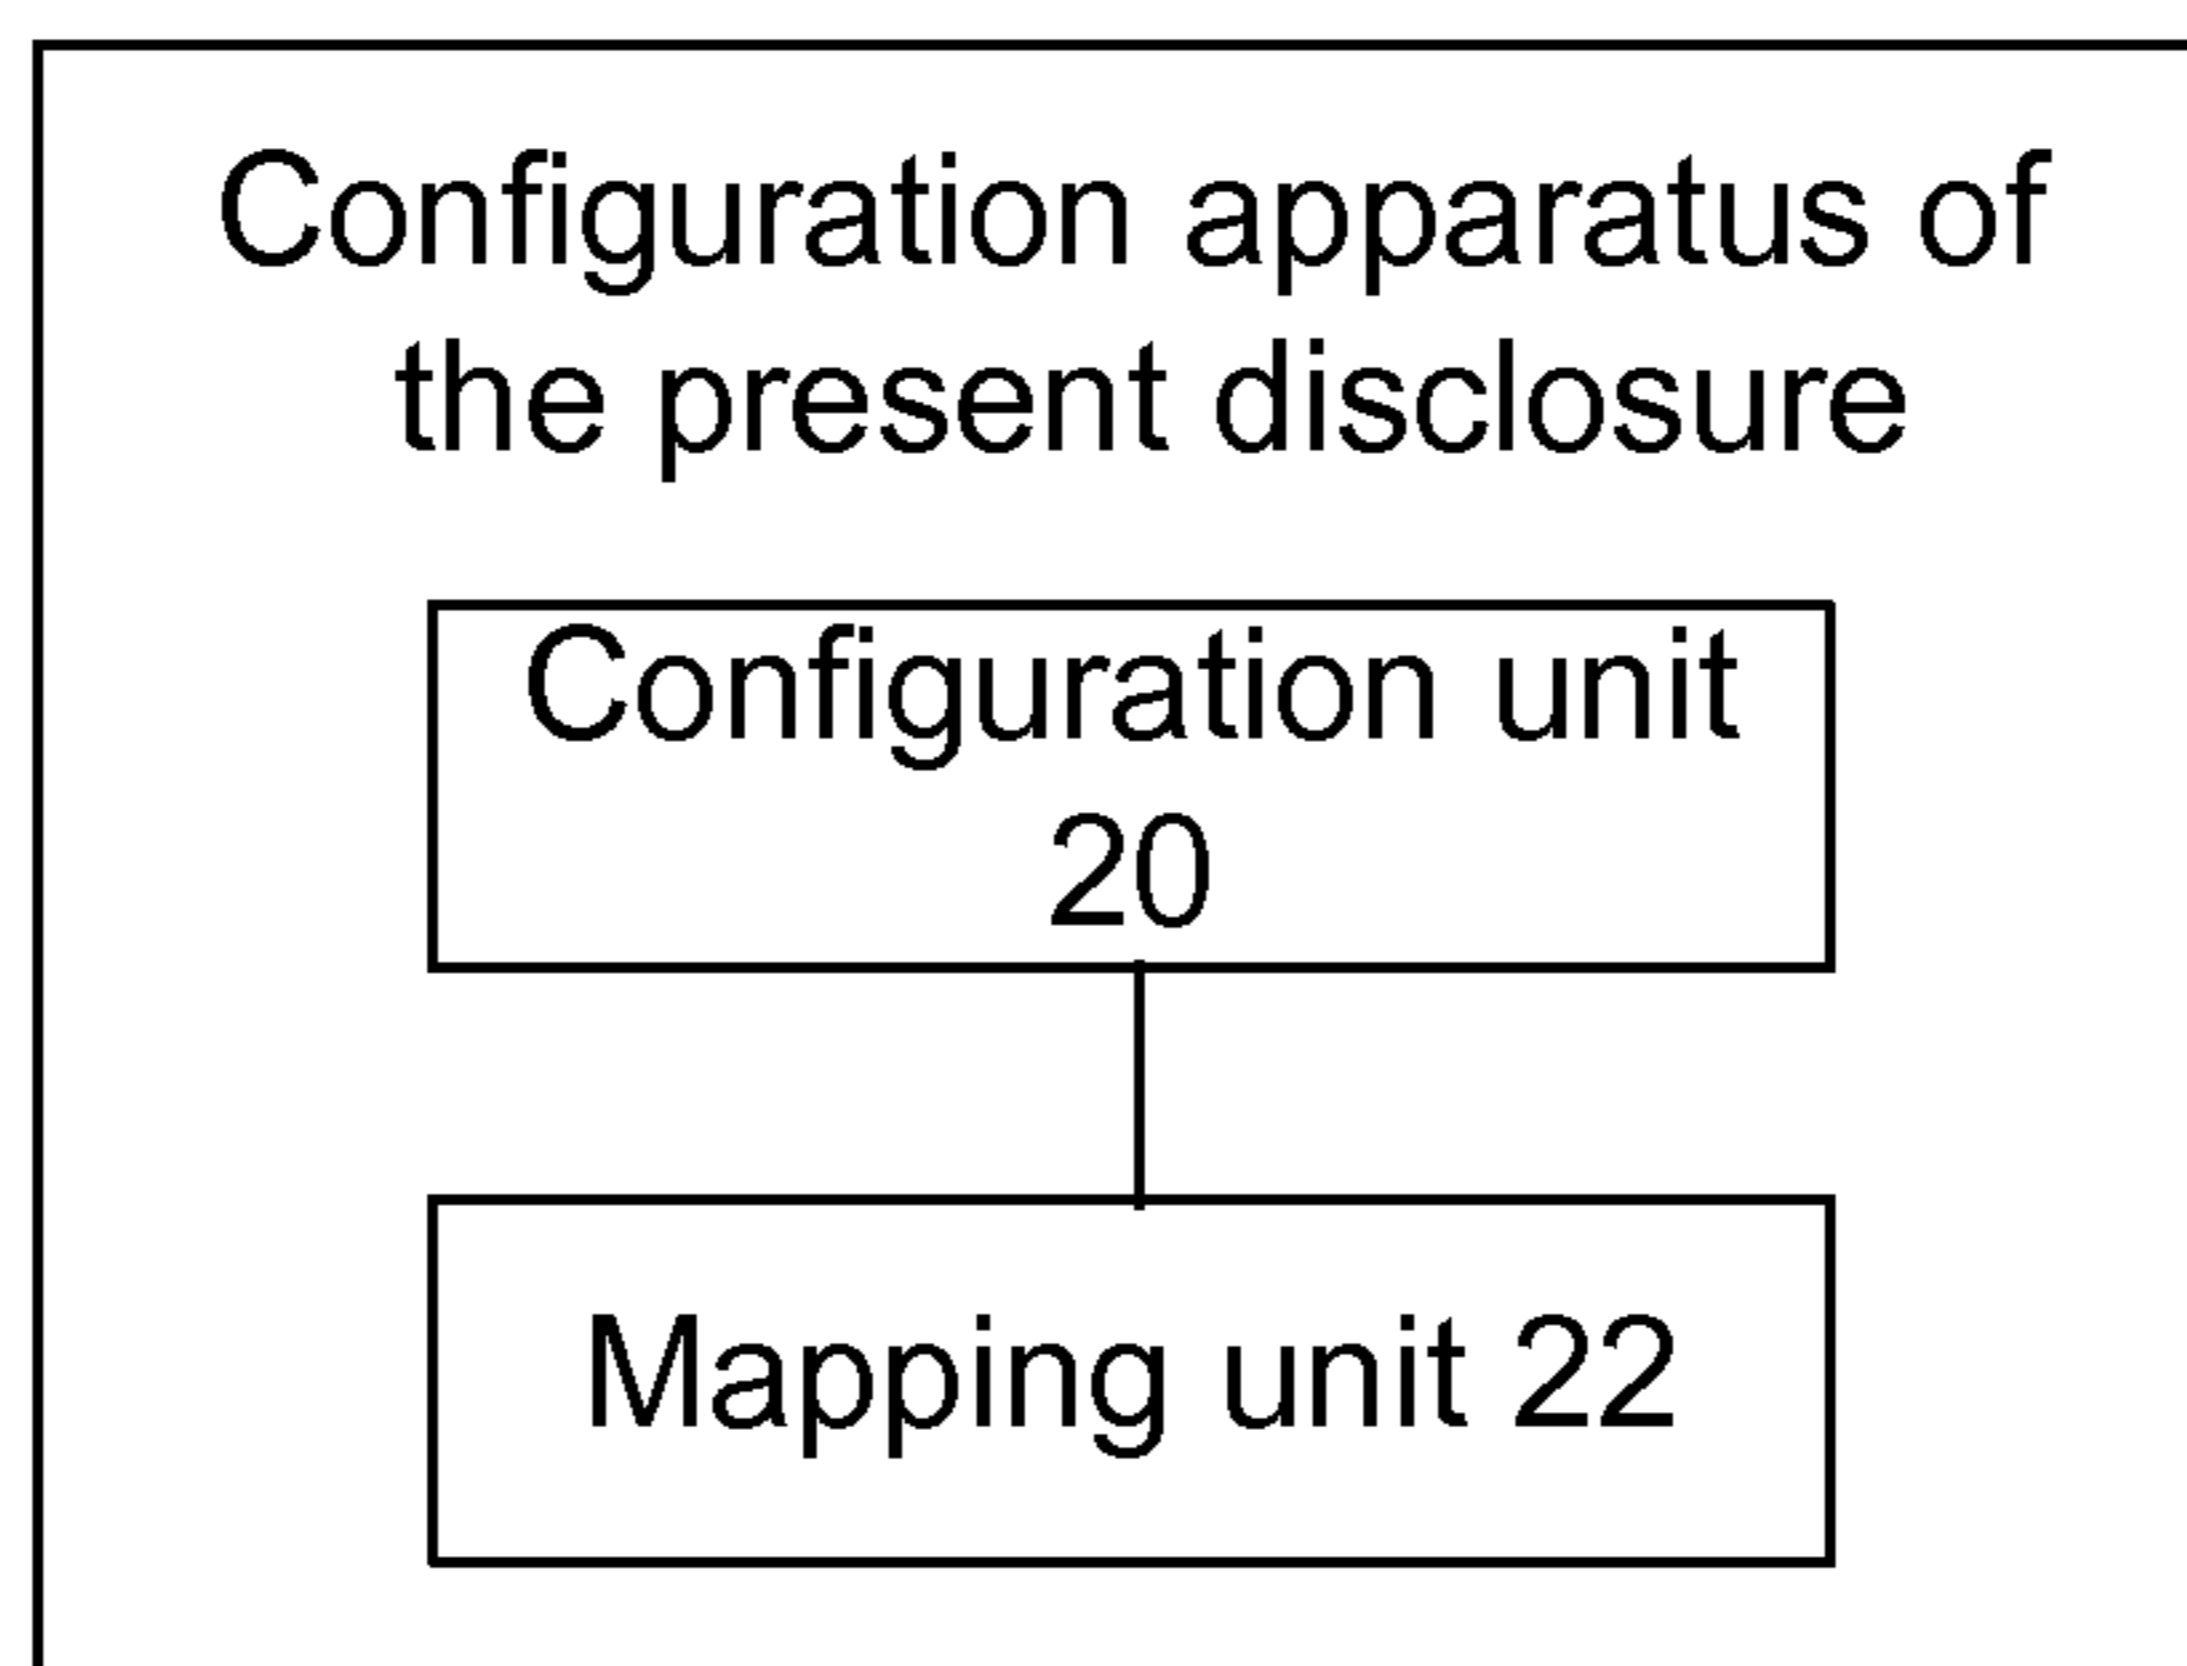 Configuration apparatus of
the present disclosure
Configuration unit
20
Mapping unit 22